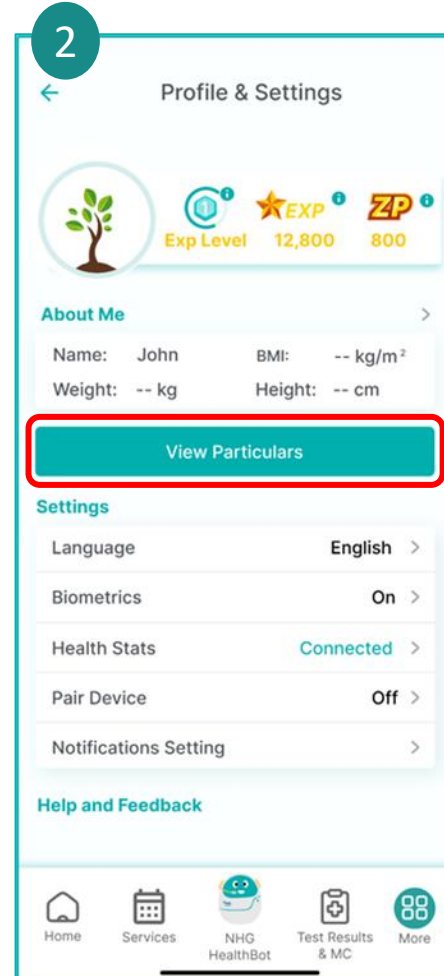 2
Profile & Settings
Exp Level
1
EXP
12,800
ZP
800
About Me
Name: John BMI: -- kg/m²
Weight: -- kg Height: -- cm
View Particulars
Settings
Language English
Biometrics On
Health Stats Connected
Pair Device Off
Notifications Setting
Help and Feedback
Home
Services
NHG
HealthBot
Test Results
& MC
More